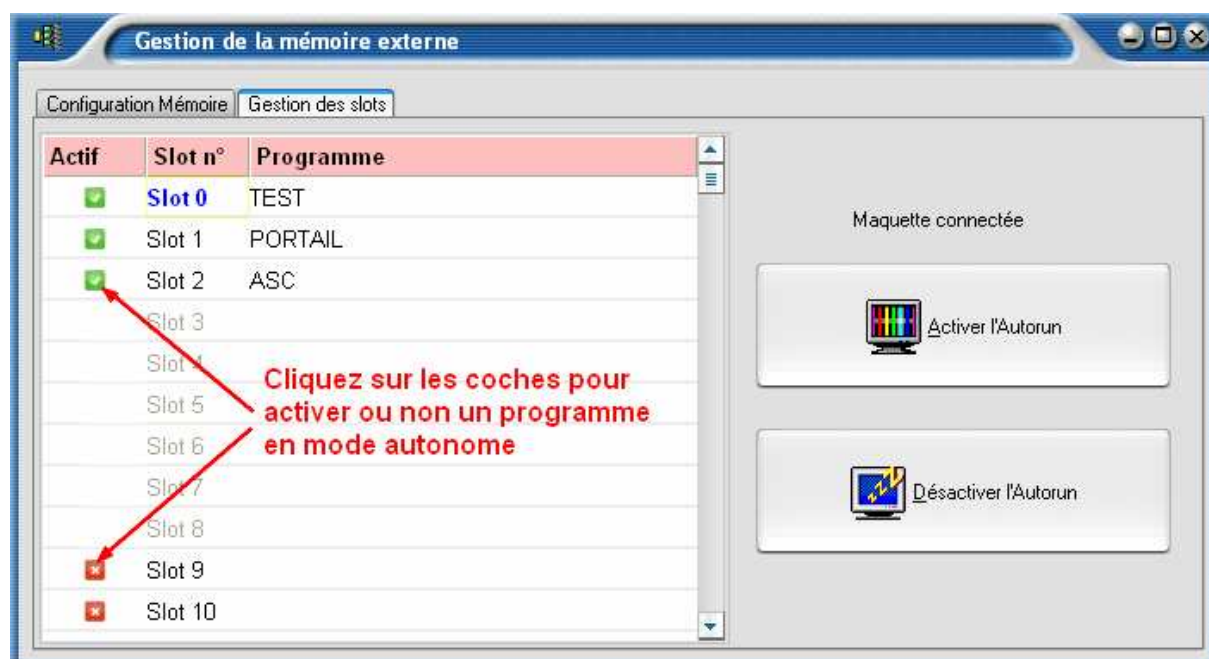 Gestion de la mémoire externe
Configuration Mémoire Gestion des slots
Actif Slot n° Programme
Slot 0 TEST
Slot 1 PORTAIL
Slot 2 ASC
Slot 3
Slot 4
Slot 5
Slot 6
Slot 7
Slot 8
Slot 9
Slot 10
Cliquez sur les coches pour
activer ou non un programme
en mode autonome
Maquette connectée
Activer l'Autorun
Désactiver l'Autorun